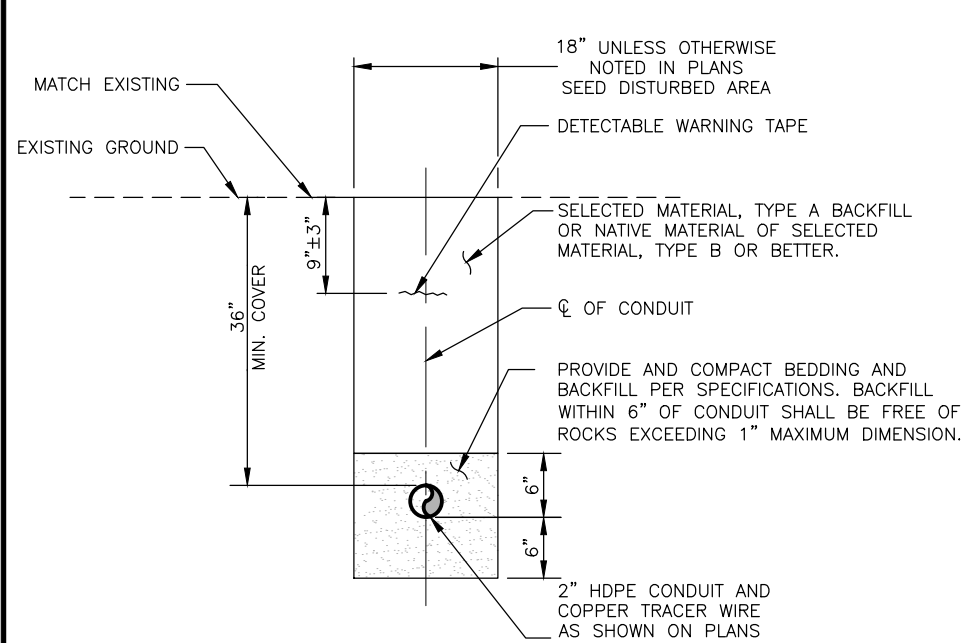 18" UNLESS OTHERWISE
NOTED IN PLANS
SEED DISTURBED AREA
MATCH EXISTING
DETECTABLE WARNING TAPE
EXISTING GROUND
SELECTED MATERIAL, TYPE A BACKFILL
OR NATIVE MATERIAL OF SELECTED
MATERIAL, TYPE B OR BETTER.
9"±3"
36"
MIN. COVER
℄ OF CONDUIT
PROVIDE AND COMPACT BEDDING AND
BACKFILL PER SPECIFICATIONS. BACKFILL
WITHIN 6" OF CONDUIT SHALL BE FREE OF
ROCKS EXCEEDING 1" MAXIMUM DIMENSION.
6"
6"
2" HDPE CONDUIT AND
COPPER TRACER WIRE
AS SHOWN ON PLANS